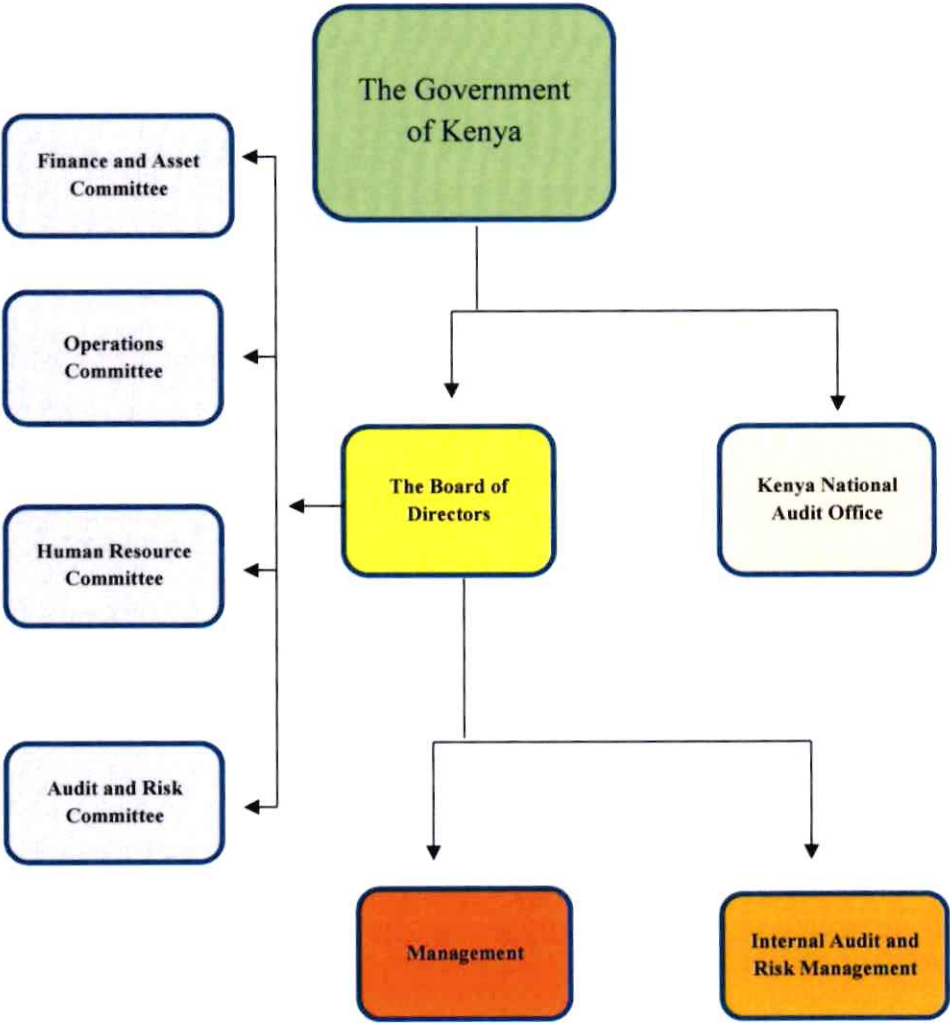 The Government
of Kenya
Finance and Asset
Committee
Operations
Committee
The Board of
Directors
Kenya National
Audit Office
Human Resource
Committee
Audit and Risk
Committee
Management
Internal Audit and
Risk Management